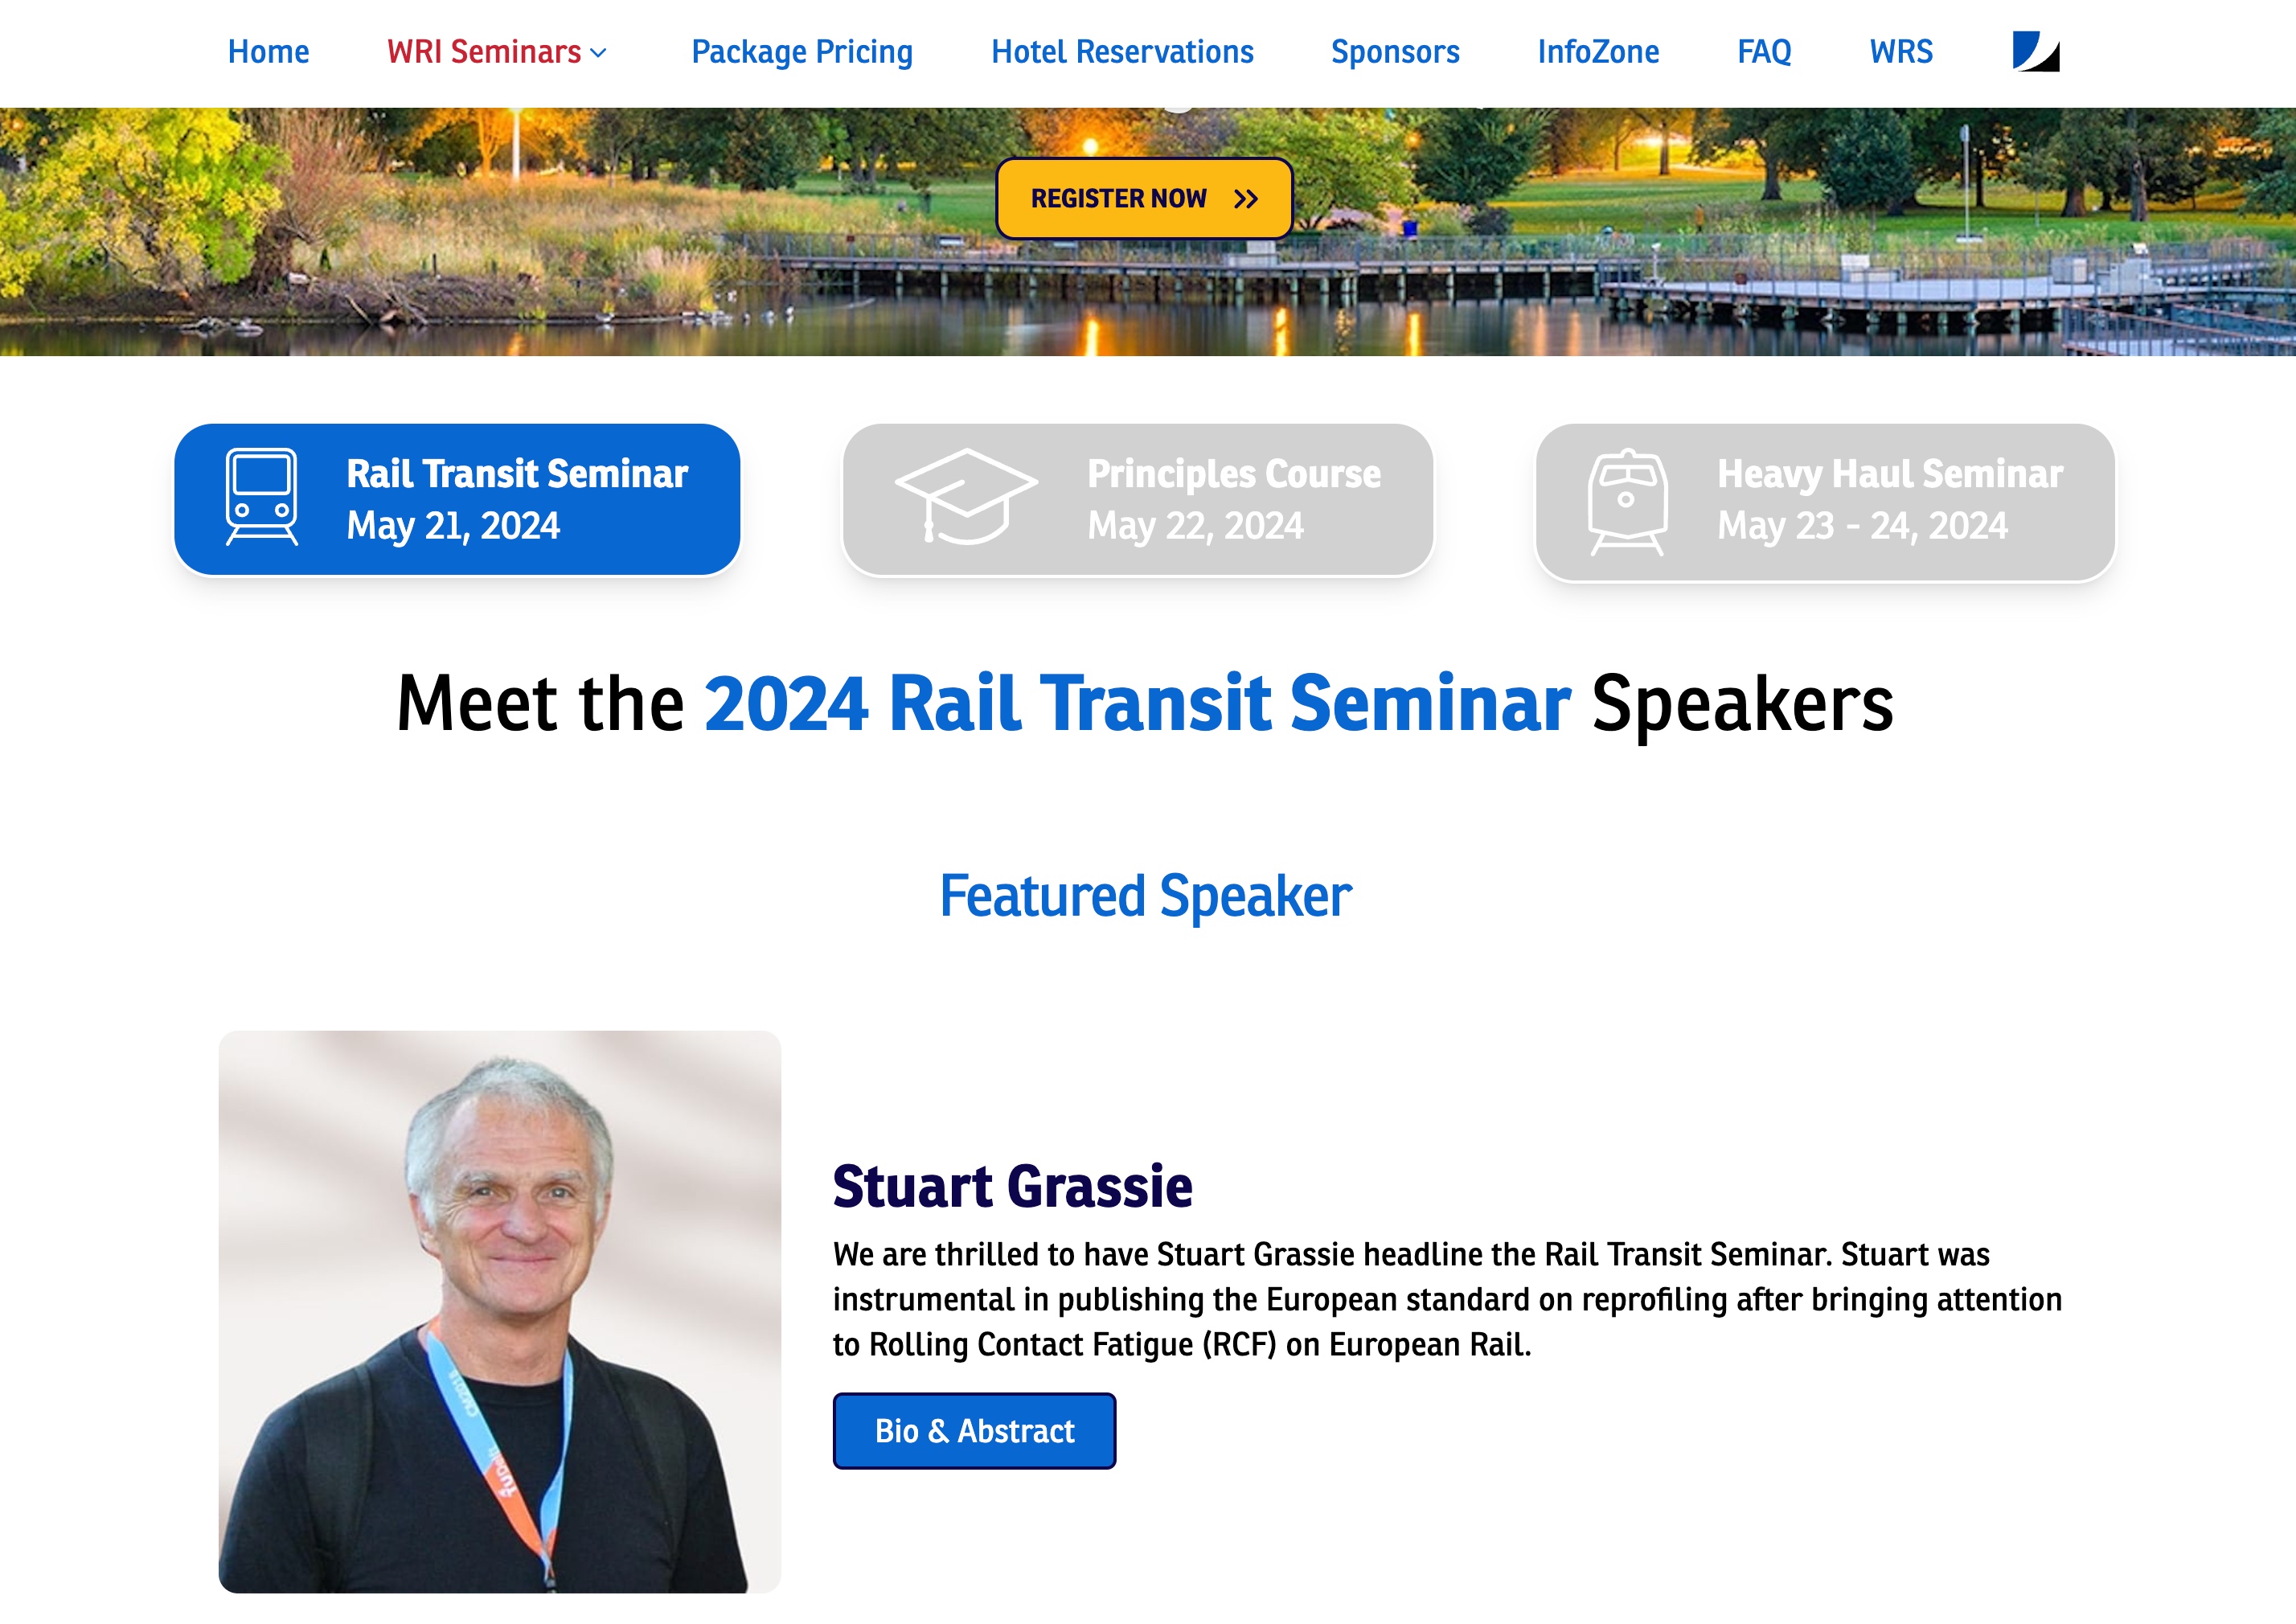 Home WRI Seminars Package Pricing Hotel Reservations Sponsors InfoZone FAQ WRS
REGISTER NOW
Rail Transit Seminar
May 21, 2024
Principles Course
May 22, 2024
Heavy Haul Seminar
May 23 - 24, 2024
Meet the 2024 Rail Transit Seminar Speakers
Featured Speaker
CM2018
TUDelft
Stuart Grassie
We are thrilled to have Stuart Grassie headline the Rail Transit Seminar. Stuart was
instrumental in publishing the European standard on reprofiling after bringing attention
to Rolling Contact Fatigue (RCF) on European Rail.
Bio & Abstract